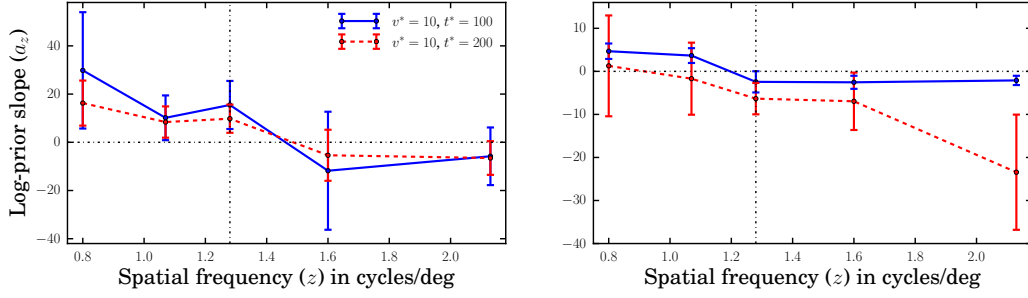 Log-prior slope (a_z)
40
20
0
−20
−40
v* = 10, t* = 100
v* = 10, t* = 200
0.8 1.0 1.2 1.4 1.6 1.8 2.0
Spatial frequency (z) in cycles/deg
10
0
−10
−20
−30
−40
0.8 1.0 1.2 1.4 1.6 1.8 2.0
Spatial frequency (z) in cycles/deg